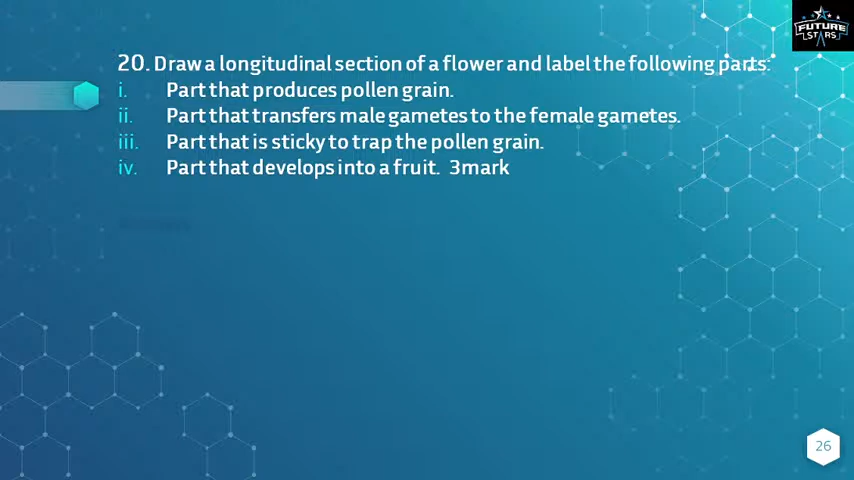 FUTURE
STARS
20. Draw a longitudinal section of a flower and label the following parts:
i. Part that produces pollen grain.
ii. Part that transfers male gametes to the female gametes.
iii. Part that is sticky to trap the pollen grain.
iv. Part that develops into a fruit. 3mark
26